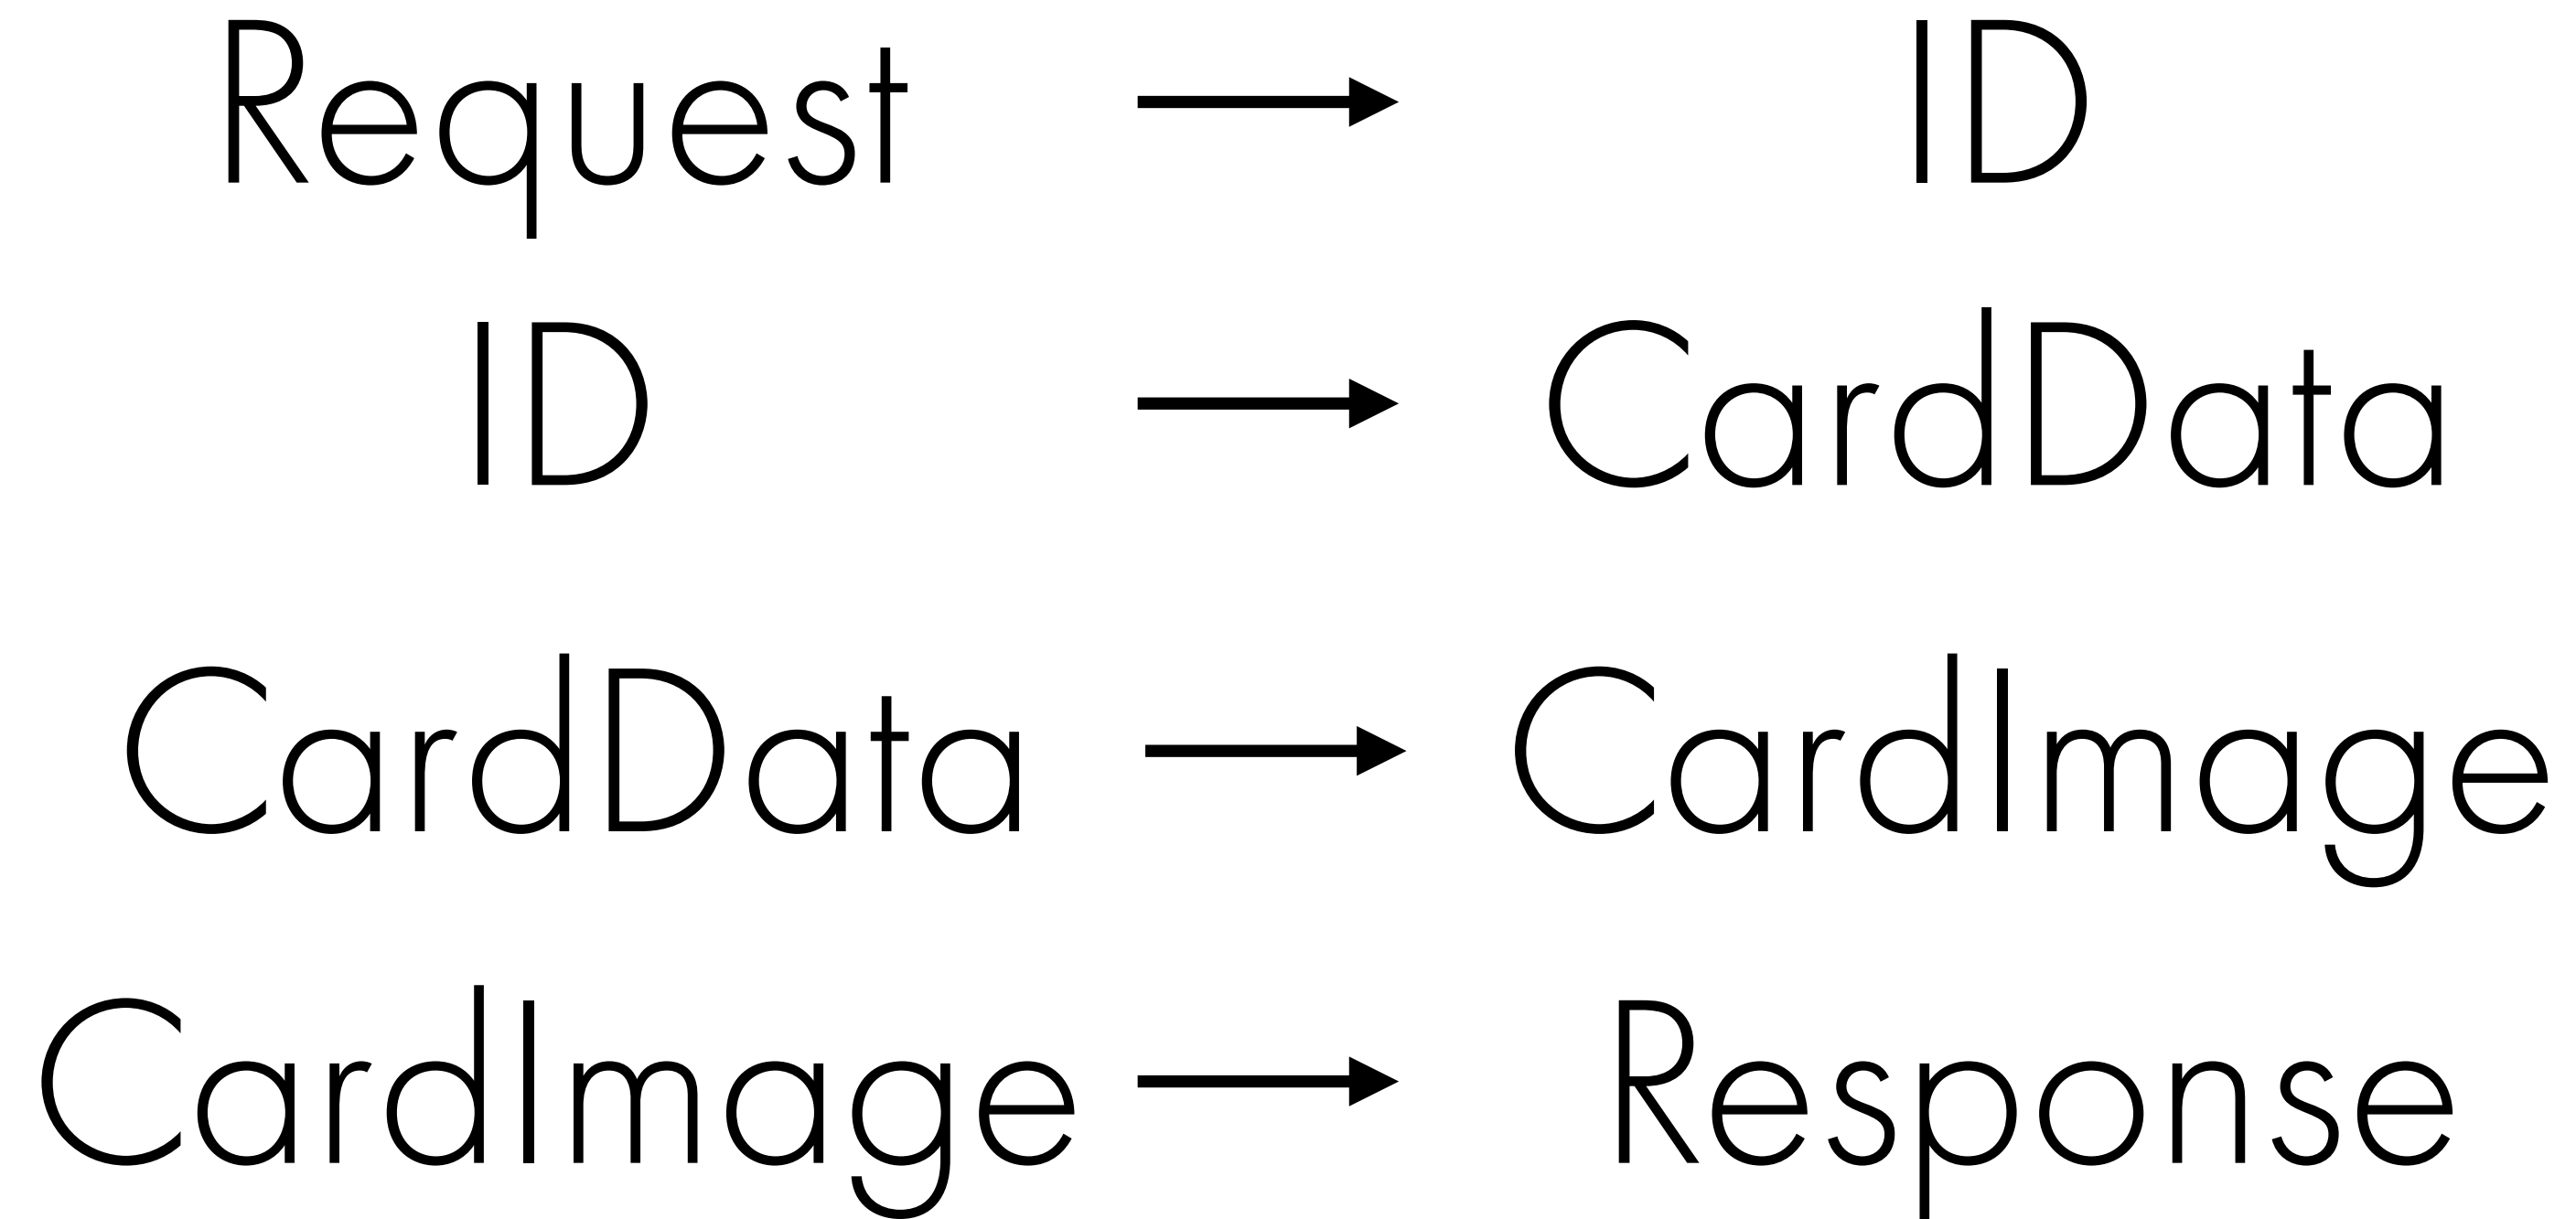 Request → ID
ID → CardData
CardData → CardImage
CardImage → Response